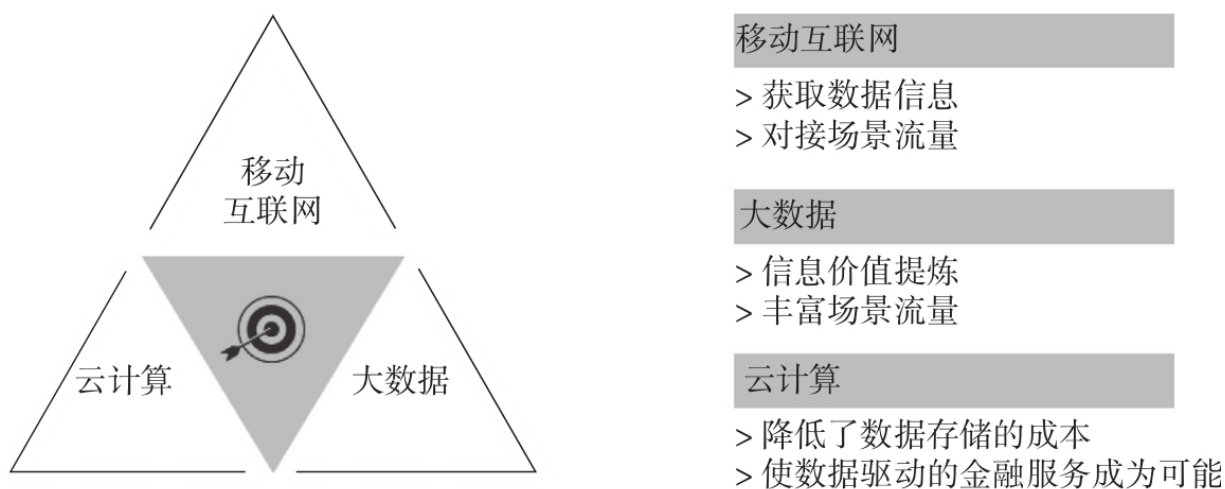 移动
互联网
云计算
大数据
移动互联网
> 获取数据信息
> 对接场景流量
大数据
> 信息价值提炼
> 丰富场景流量
云计算
> 降低了数据存储的成本
> 使数据驱动的金融服务成为可能